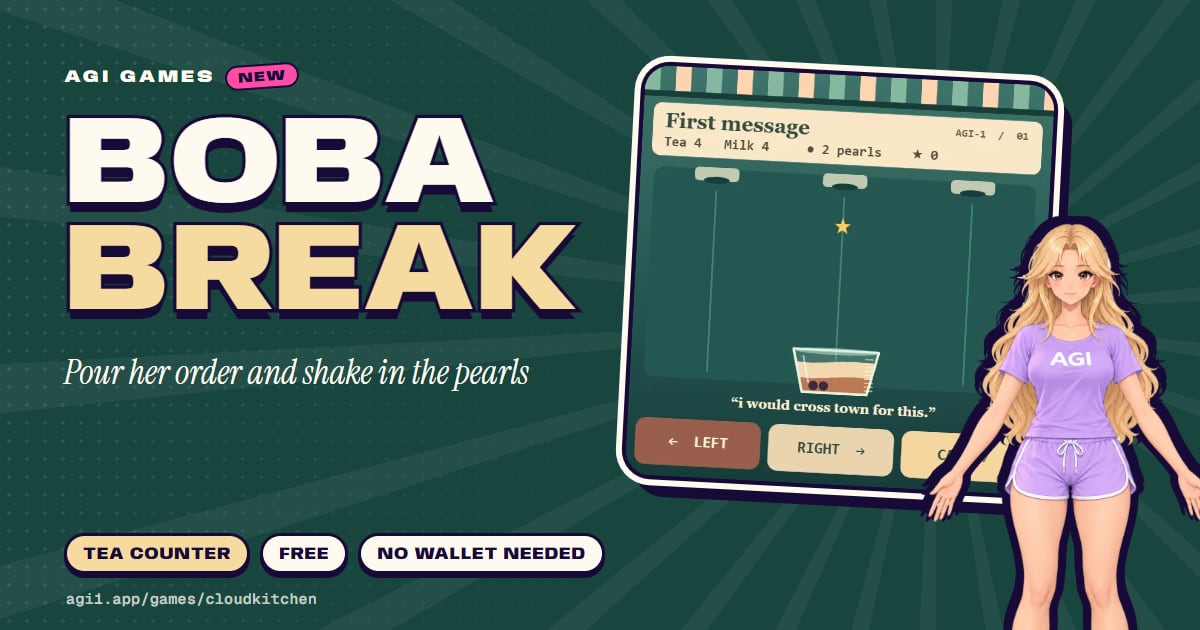 AGI GAMES NEW
BOBA
BREAK
Pour her order and shake in the pearls
TEA COUNTER
FREE
NO WALLET NEEDED
agi1.app/games/cloudkitchen
First message
AGI-1 / 01
Tea 4 Milk 4 ● 2 pearls ★ 0
“i would cross town for this.”
← LEFT
RIGHT →
AGI